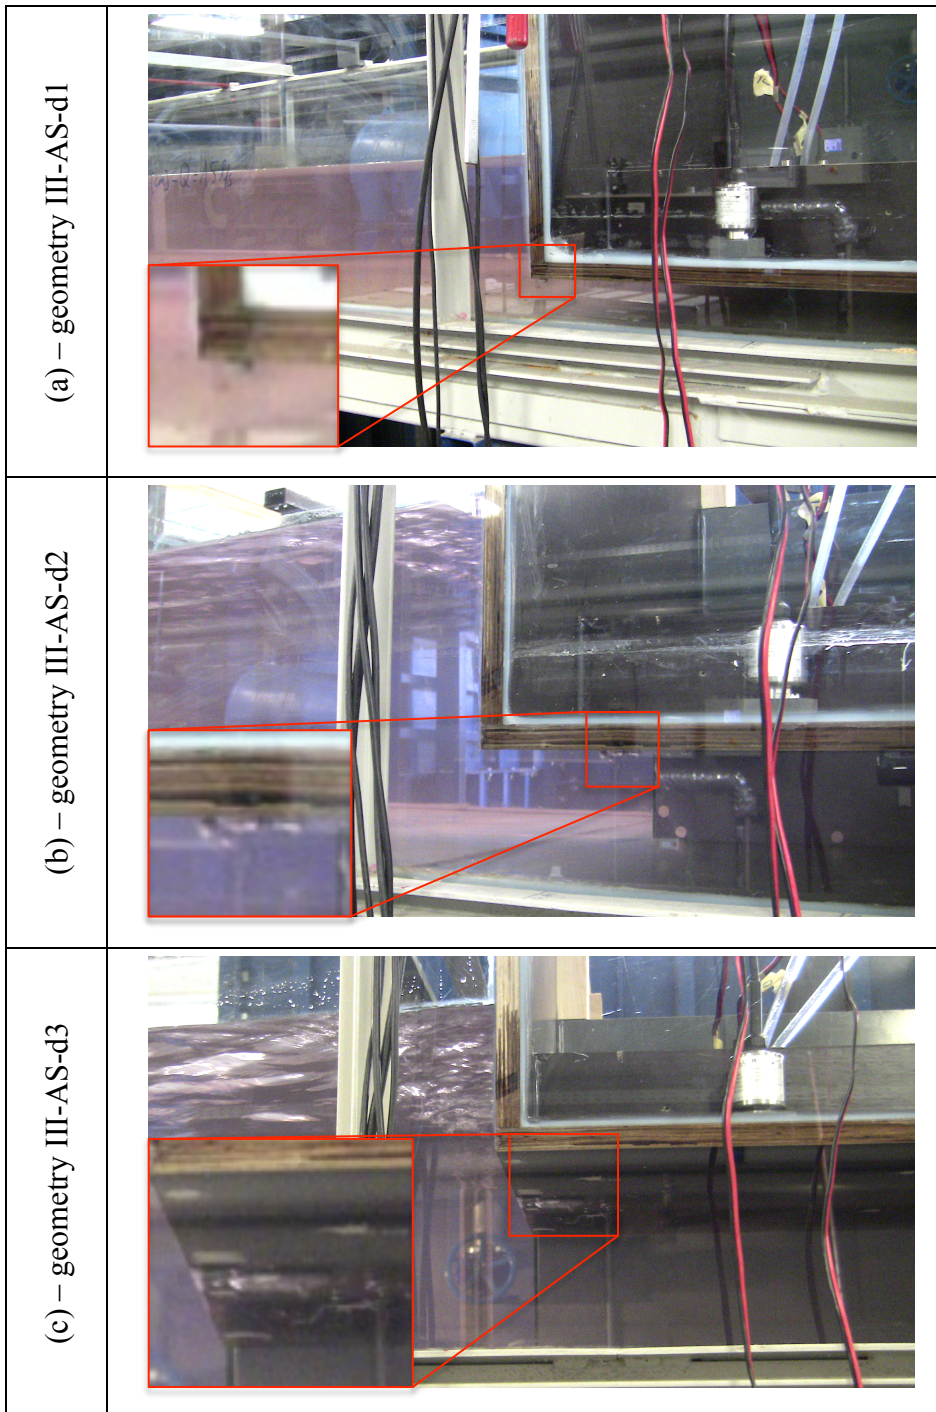 (a) – geometry III-AS-d1
(b) – geometry III-AS-d2
(c) – geometry III-AS-d3